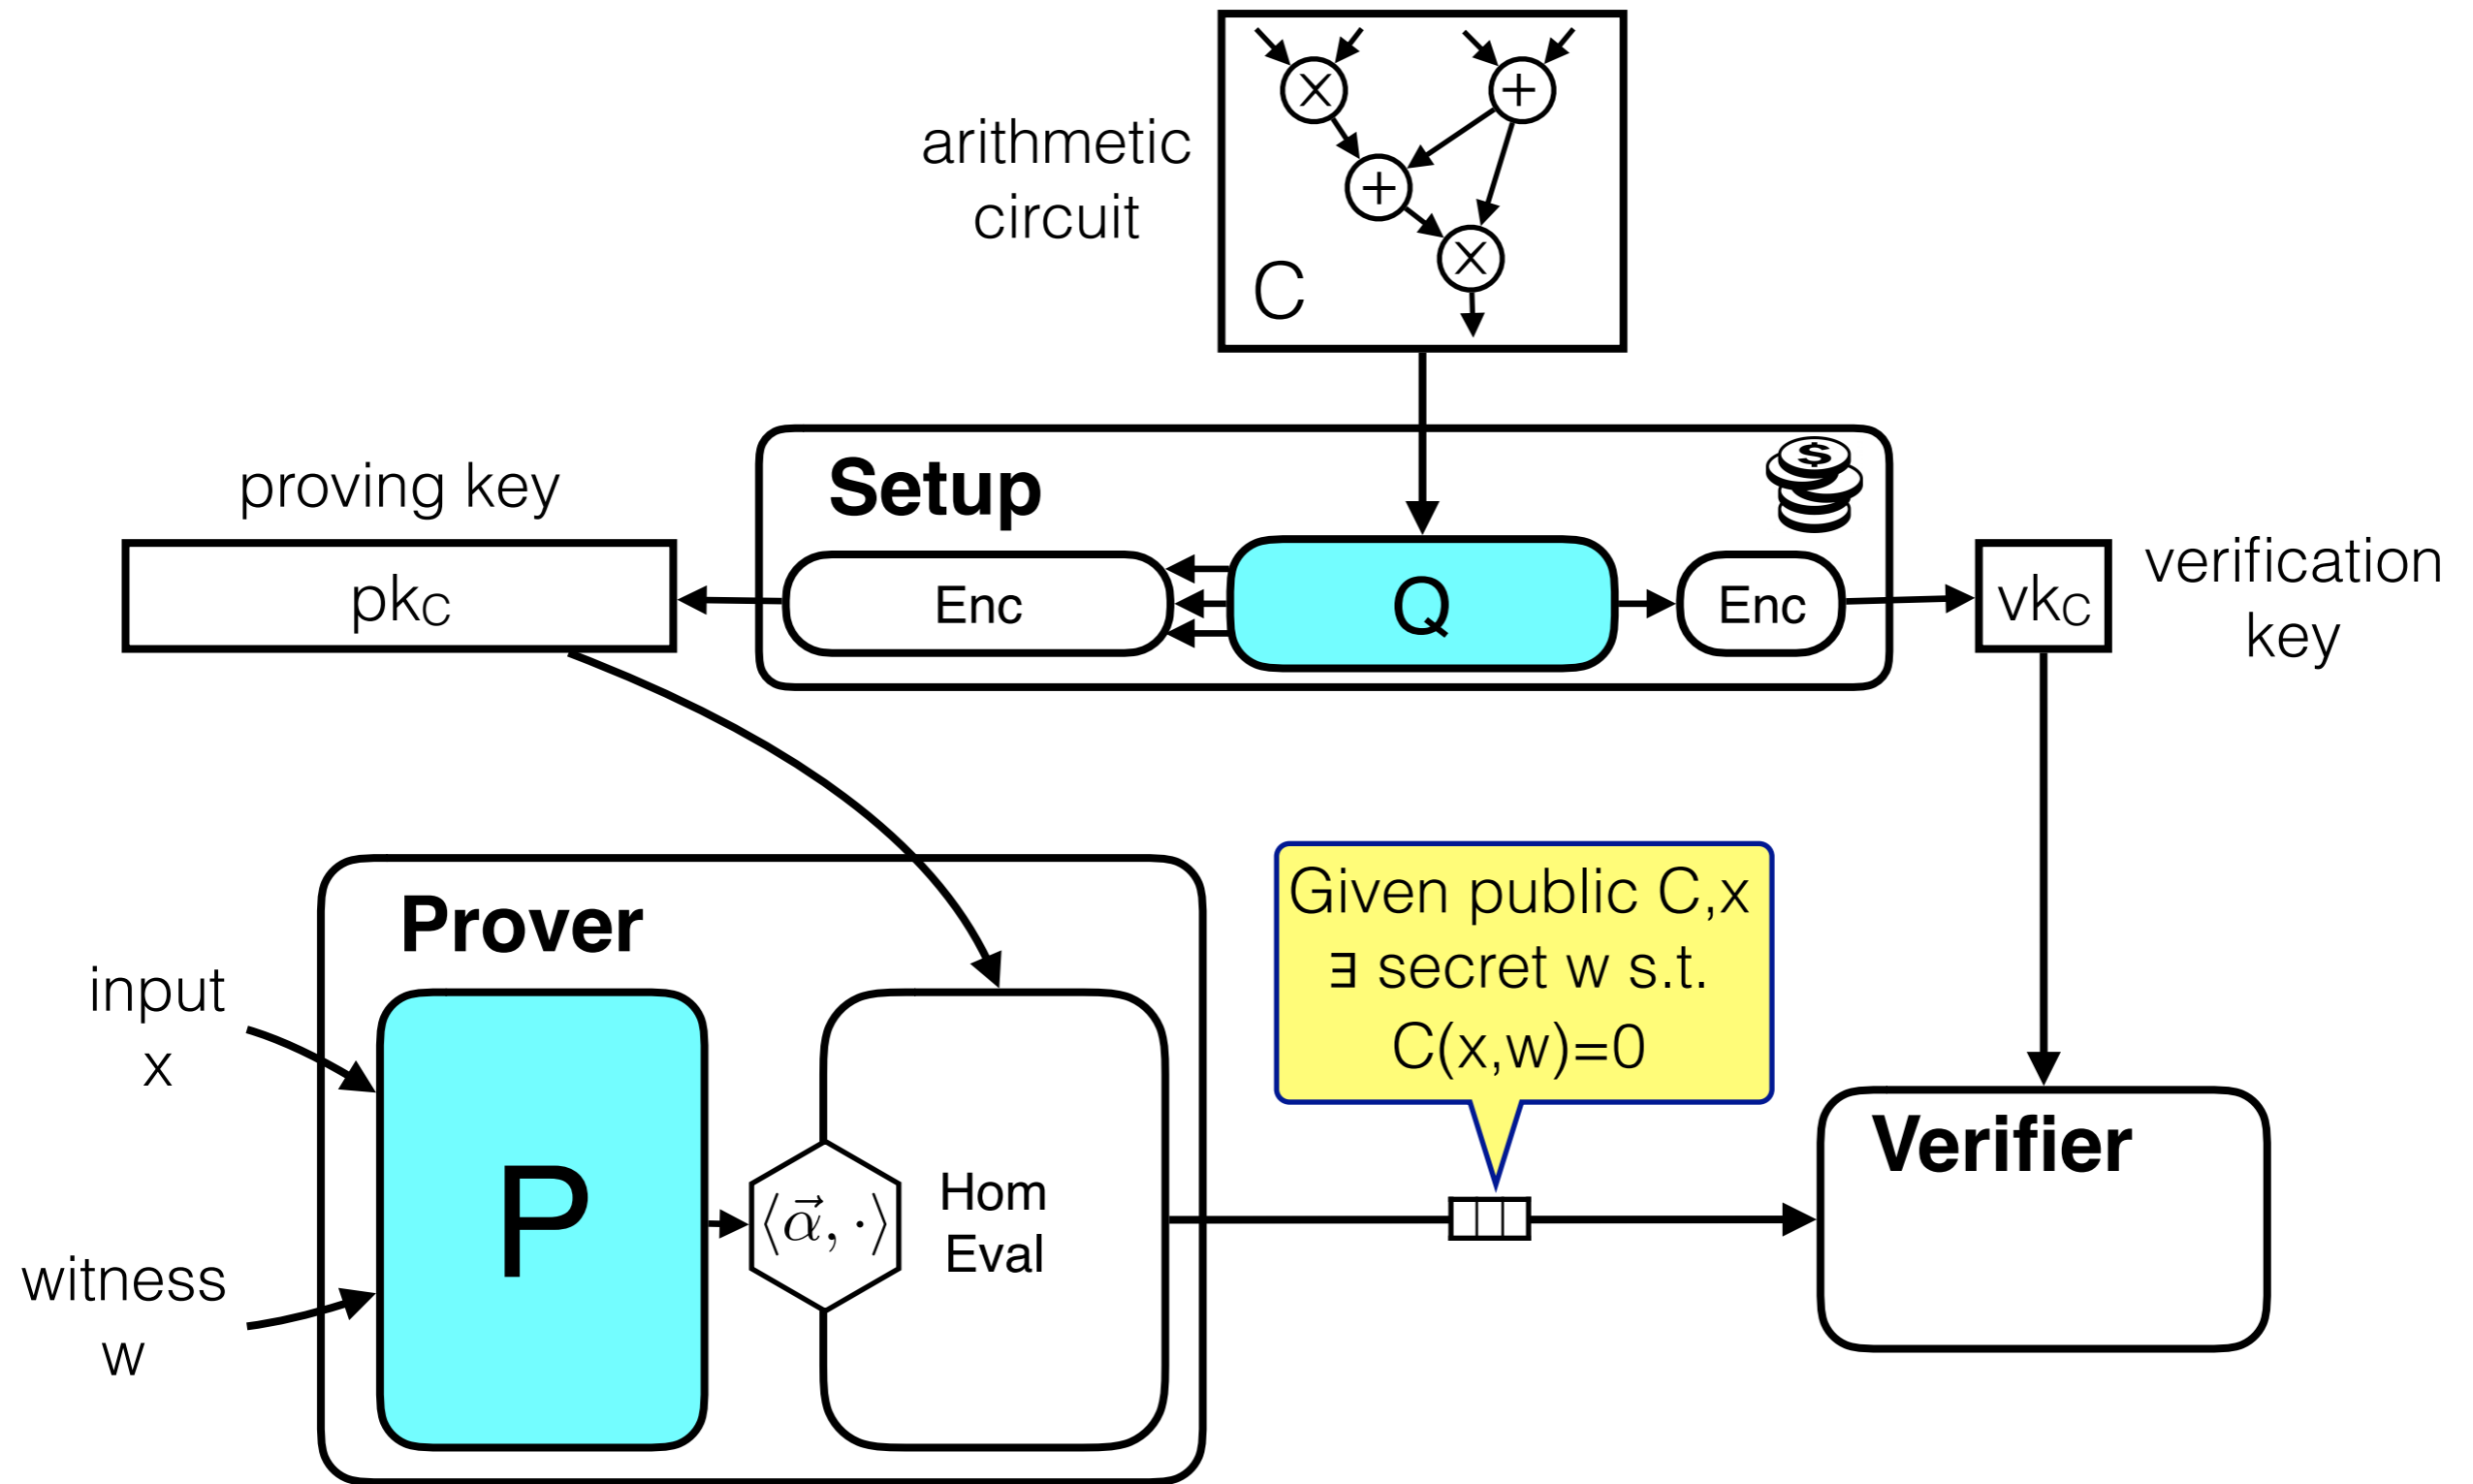 x
+
+
x
C
arithmetic
circuit
$
Setup
Enc
Q
Enc
proving key
pkC
vkC
verification
key
Prover
input
x
witness
w
P
⟨α⃗,·⟩
Hom
Eval
Given public C,x
∃ secret w s.t.
C(x,w)=0
Verifier